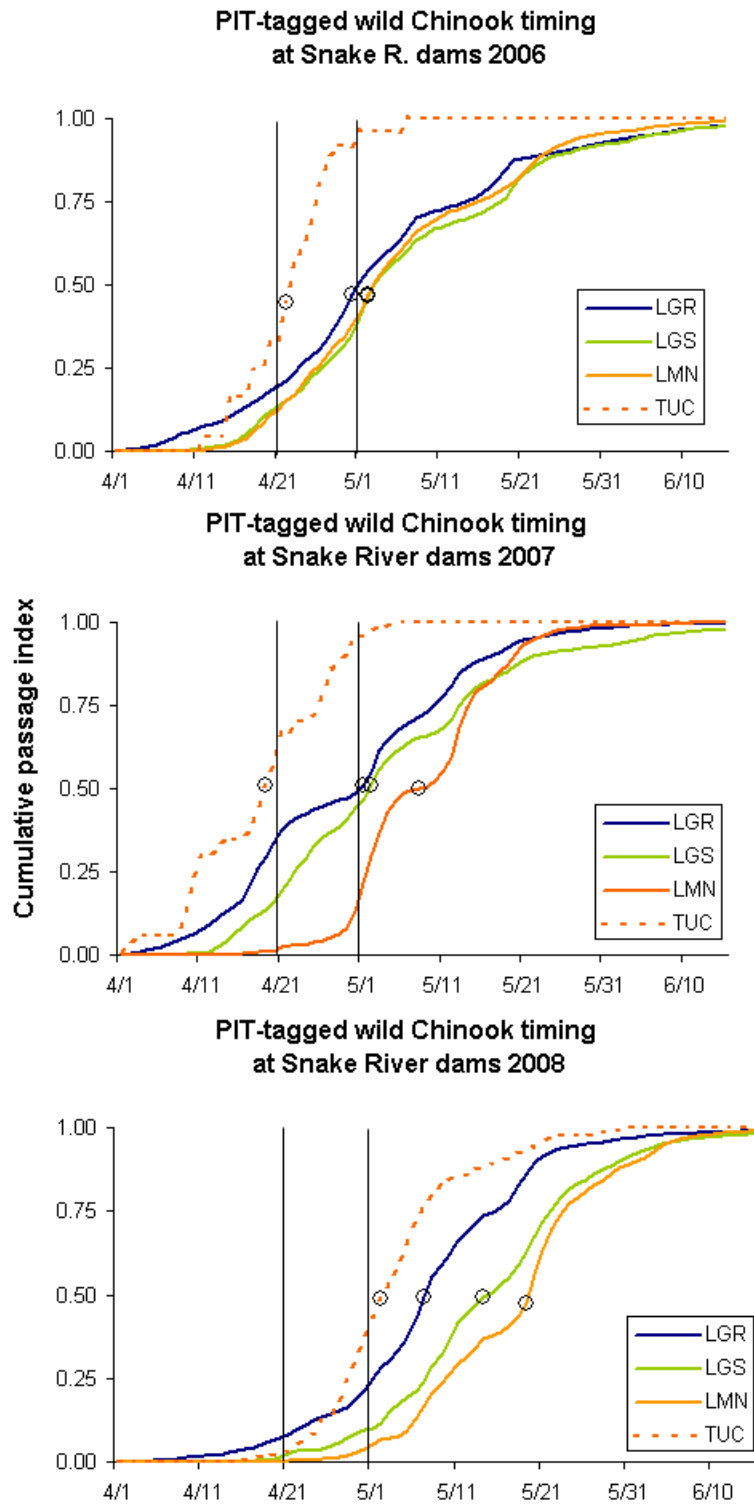 PIT-tagged wild Chinook timing
at Snake R. dams 2006
1.00
0.75
0.50
0.25
0.00
LGR
LGS
LMN
TUC
4/1 4/11 4/21 5/1 5/11 5/21 5/31 6/10
PIT-tagged wild Chinook timing
at Snake River dams 2007
Cumulative passage index
1.00
0.75
0.50
0.25
0.00
LGR
LGS
LMN
TUC
4/1 4/11 4/21 5/1 5/11 5/21 5/31 6/10
PIT-tagged wild Chinook timing
at Snake River dams 2008
1.00
0.75
0.50
0.25
0.00
LGR
LGS
LMN
TUC
4/1 4/11 4/21 5/1 5/11 5/21 5/31 6/10